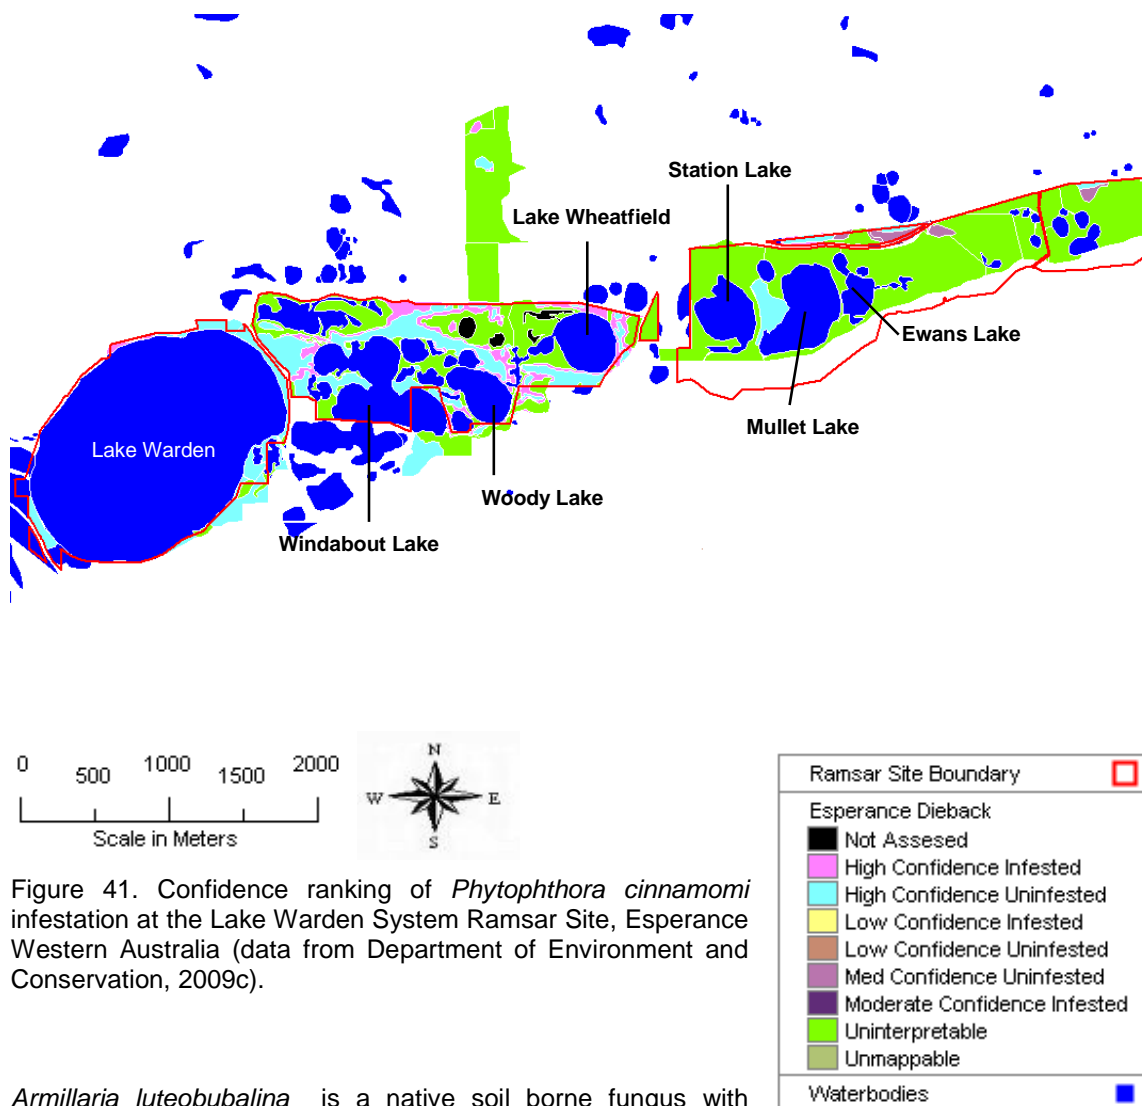 Station Lake
Lake Wheatfield
Ewans Lake
Mullet Lake
Lake Warden
Woody Lake
Windabout Lake
0 500 1000 1500 2000
Scale in Meters
N
W E
S
Figure 41. Confidence ranking of Phytophthora cinnamomi
infestation at the Lake Warden System Ramsar Site, Esperance
Western Australia (data from Department of Environment and
Conservation, 2009c).
Armillaria luteobubalina is a native soil borne fungus with
Ramsar Site Boundary
Esperance Dieback
Not Assesed
High Confidence Infested
High Confidence Uninfested
Low Confidence Infested
Low Confidence Uninfested
Med Confidence Uninfested
Moderate Confidence Infested
Uninterpretable
Unmappable
Waterbodies